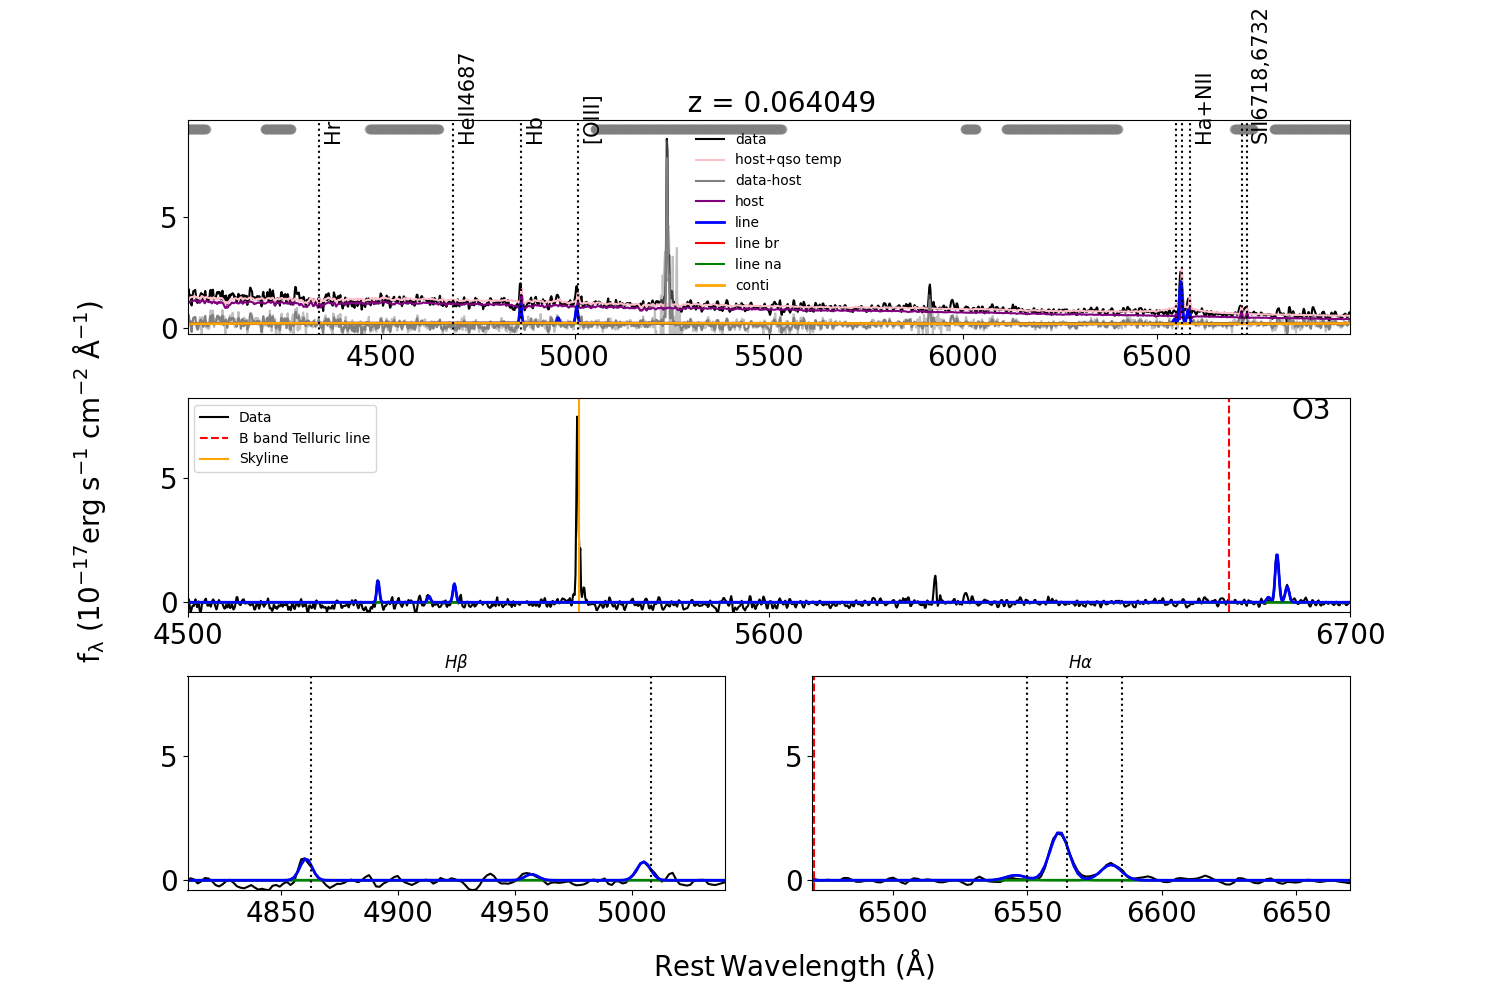 z = 0.064049
Hr
HeII4687
Hb
[OIII]
Ha+NII
SII6718,6732
data
host+qso temp
data-host
host
line
line br
line na
conti
5
0
4500
5000
5500
6000
6500
fλ (10⁻¹⁷erg s⁻¹ cm⁻² Å⁻¹)
O3
Data
B band Telluric line
Skyline
5
0
4500
5600
6700
Hβ
5
0
4850
4900
4950
5000
Hα
5
0
6500
6550
6600
6650
Rest Wavelength (Å)